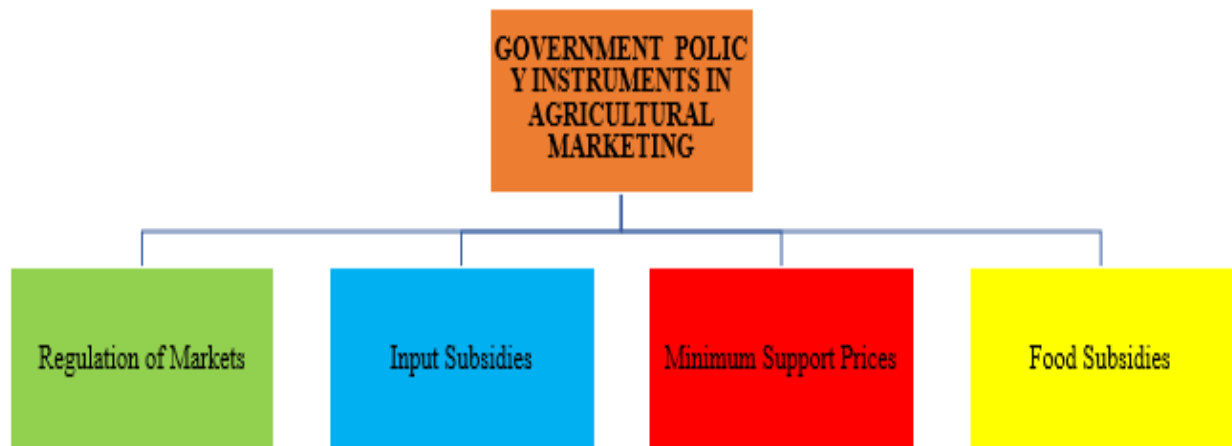 GOVERNMENT POLIC
Y INSTRUMENTS IN
AGRICULTURAL
MARKETING
Regulation of Markets
Input Subsidies
Minimum Support Prices
Food Subsidies